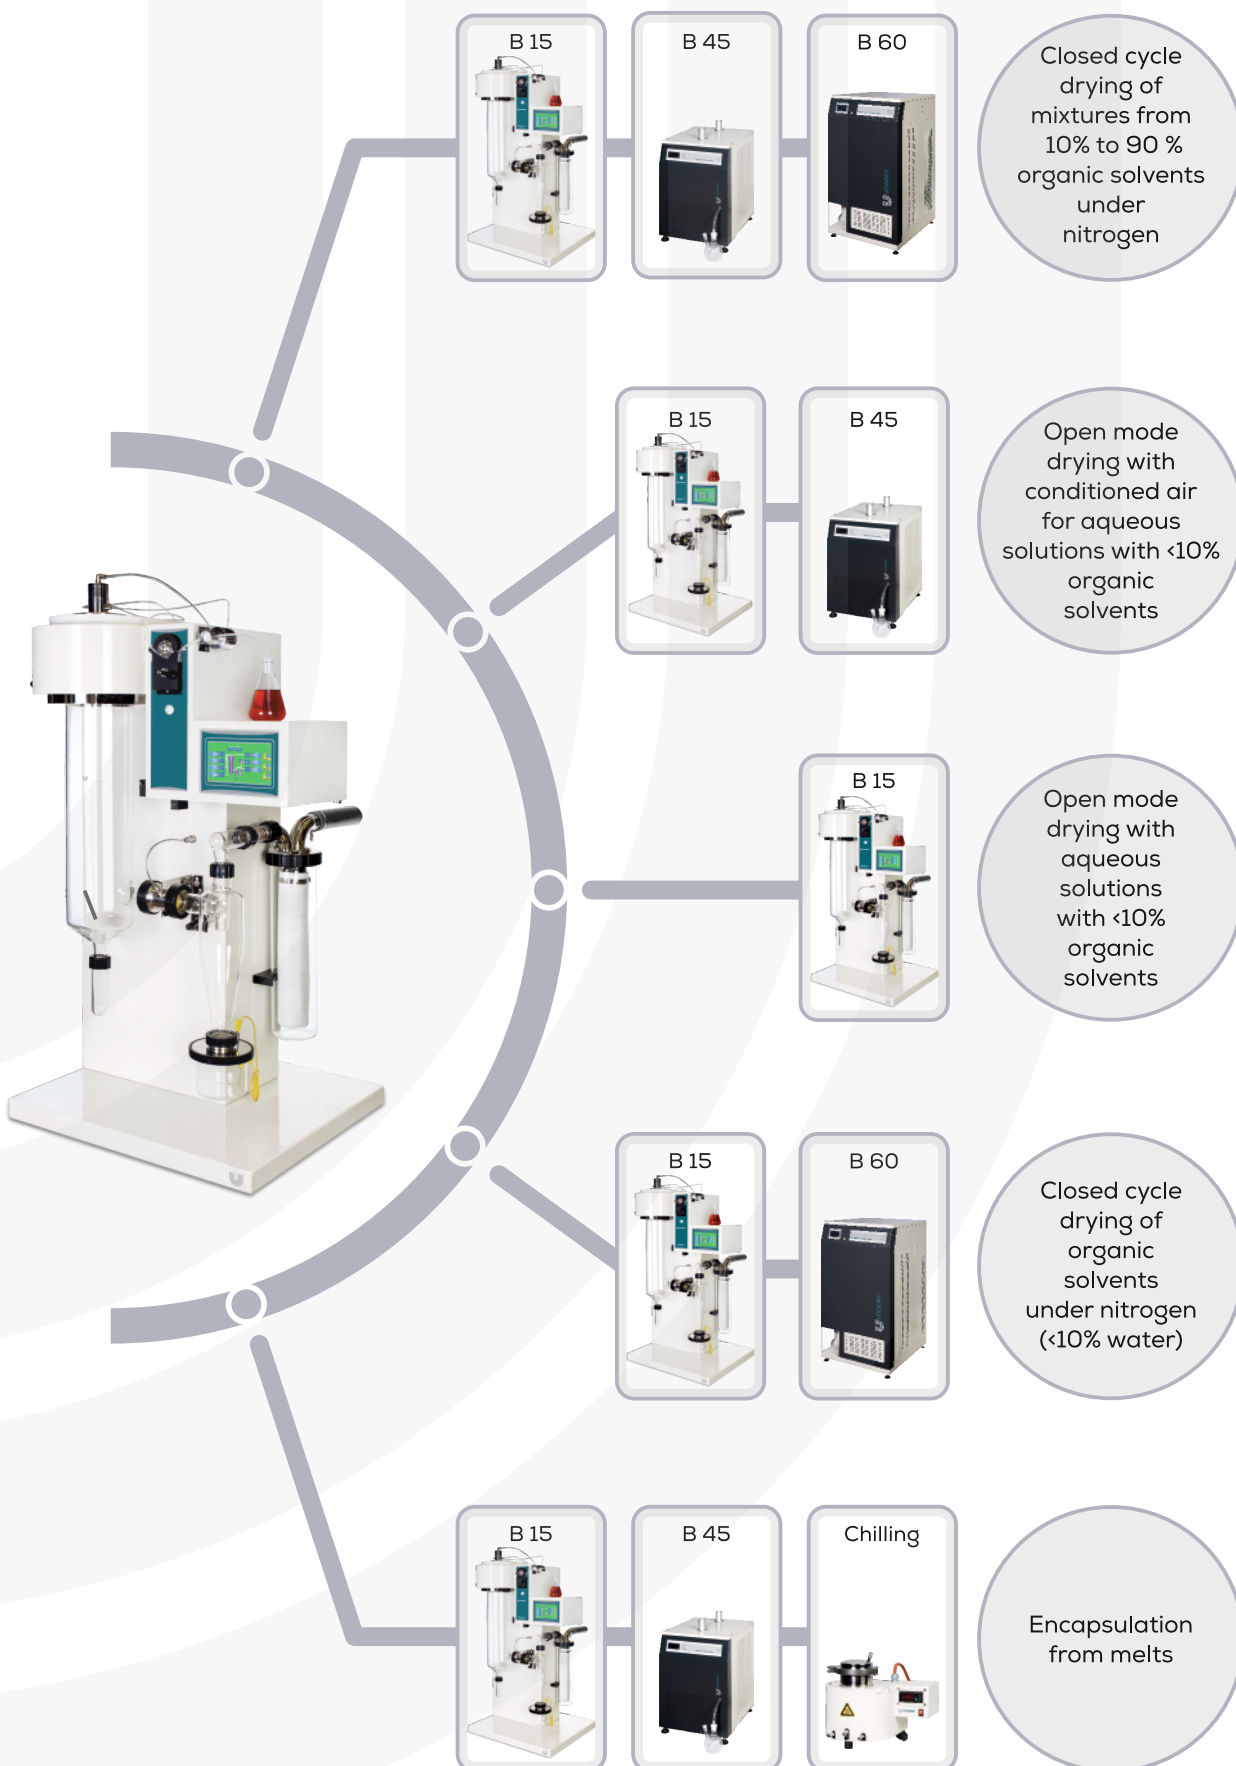 B 15
B 45
B 60
Closed cycle
drying of
mixtures from
10% to 90 %
organic solvents
under
nitrogen
B 15
B 45
Open mode
drying with
conditioned air
for aqueous
solutions with <10%
organic
solvents
B 15
Open mode
drying with
aqueous
solutions
with <10%
organic
solvents
B 15
B 60
Closed cycle
drying of
organic
solvents
under nitrogen
(<10% water)
B 15
B 45
Chilling
Encapsulation
from melts